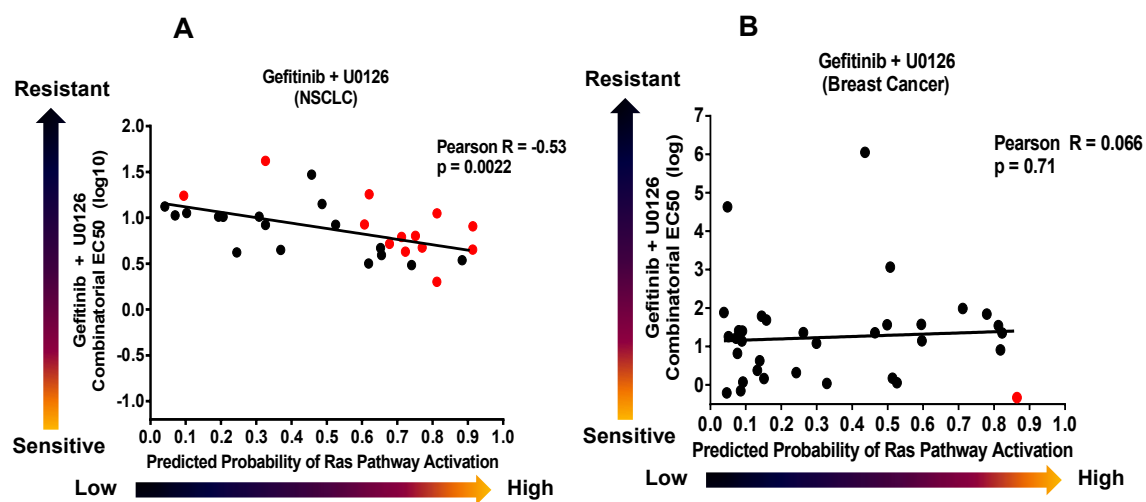 A
Gefitinib + U0126
(NSCLC)
Resistant
Sensitive
Gefitinib + U0126
Combinatorial EC50 (log10)
2.0
1.5
1.0
0.5
0.0
-0.5
-1.0
Pearson R = -0.53
p = 0.0022
0.0 0.1 0.2 0.3 0.4 0.5 0.6 0.7 0.8 0.9 1.0
Predicted Probability of Ras Pathway Activation
Low High
B
Gefitinib + U0126
(Breast Cancer)
Resistant
Sensitive
Gefitinib + U0126
Combinatorial EC50 (log)
7
6
5
4
3
2
1
0
Pearson R = 0.066
p = 0.71
0.0 0.1 0.2 0.3 0.4 0.5 0.6 0.7 0.8 0.9 1.0
Predicted Probability of Ras Pathway Activation
Low High